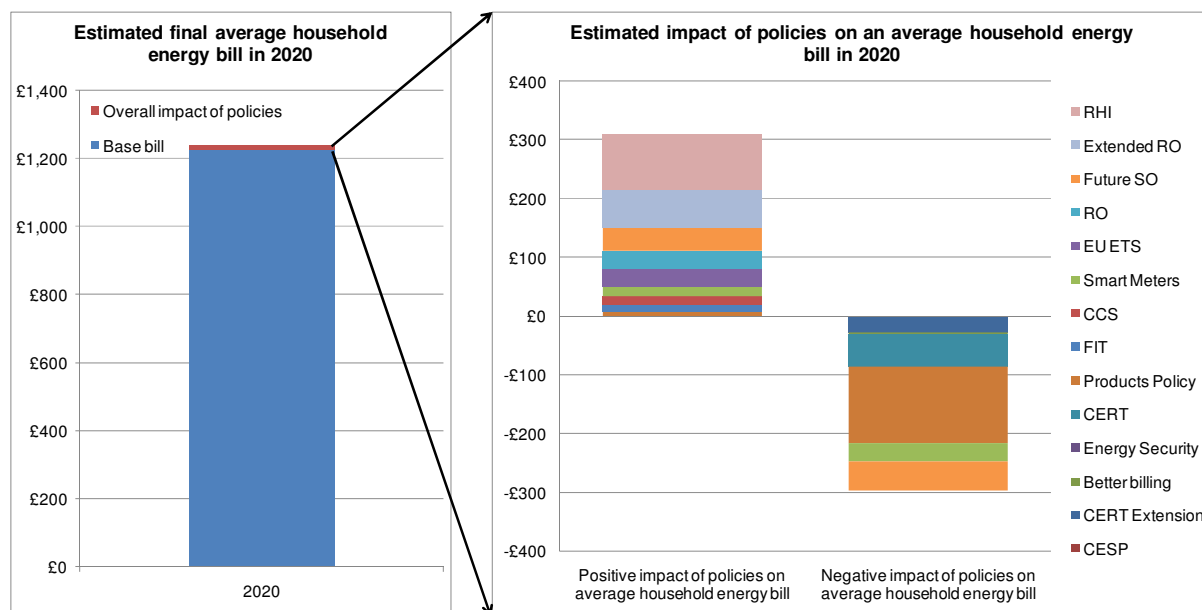 Estimated final average household
energy bill in 2020
£1,400
£1,200
£1,000
£800
£600
£400
£200
£0
Overall impact of policies
Base bill
2020
Estimated impact of policies on an average household energy
bill in 2020
£400
£300
£200
£100
£0
-£100
-£200
-£300
-£400
Positive impact of policies on
average household energy bill
Negative impact of policies on
average household energy bill
RHI
Extended RO
Future SO
RO
EU ETS
Smart Meters
CCS
FIT
Products Policy
CERT
Energy Security
Better billing
CERT Extension
CESP